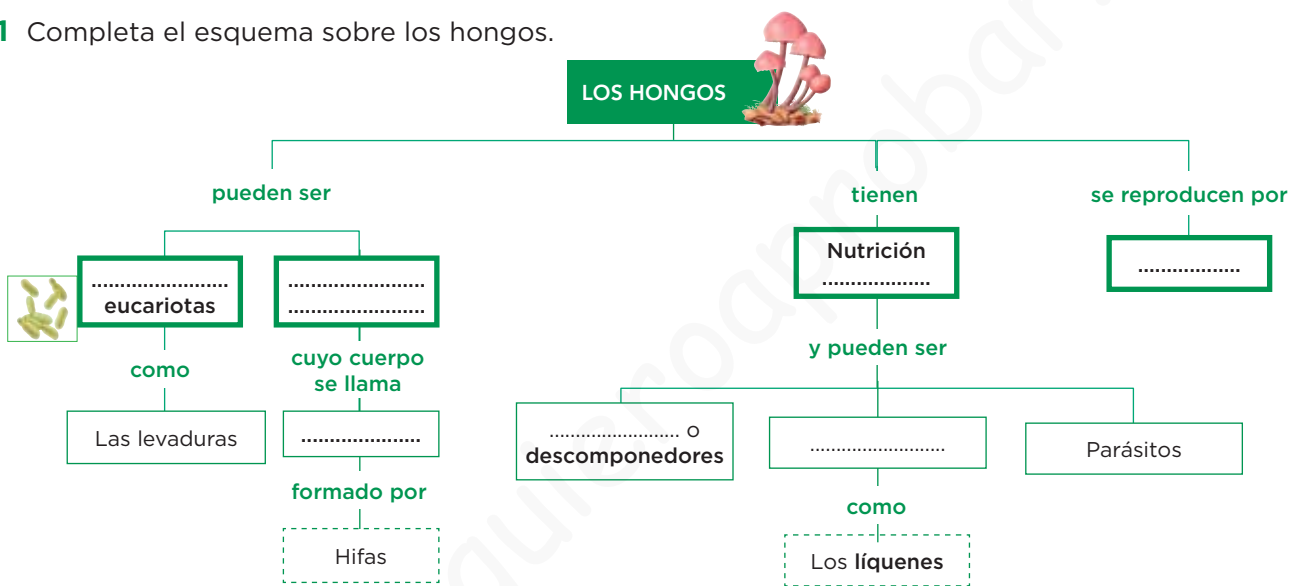 1 Completa el esquema sobre los hongos.
LOS HONGOS
pueden ser
tienen
se reproducen por
........................
eucariotas
........................
........................
Nutrición
...................
..................
como
cuyo cuerpo
se llama
y pueden ser
Las levaduras
.....................
......................... o
descomponedores
..........................
Parásitos
formado por
como
Hifas
Los líquenes
quieroaprobar